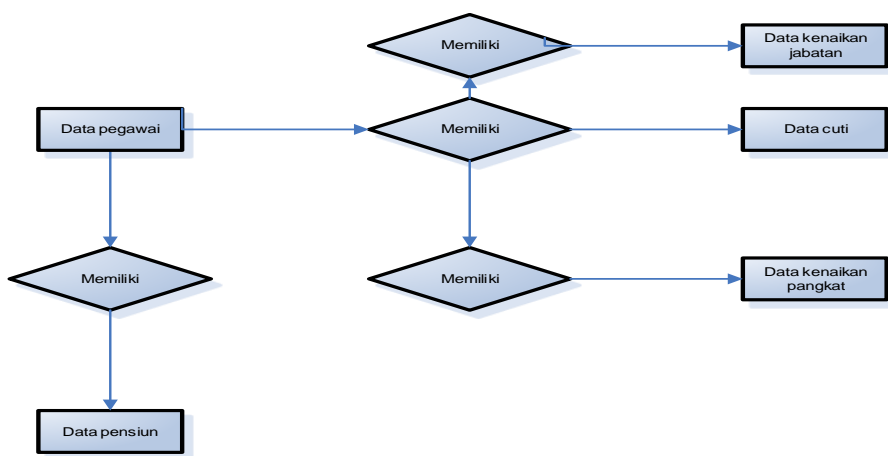 Memiliki
Data kenaikan
jabatan
Data pegawai
Memiliki
Data cuti
Memiliki
Memiliki
Data kenaikan
pangkat
Data pensiun